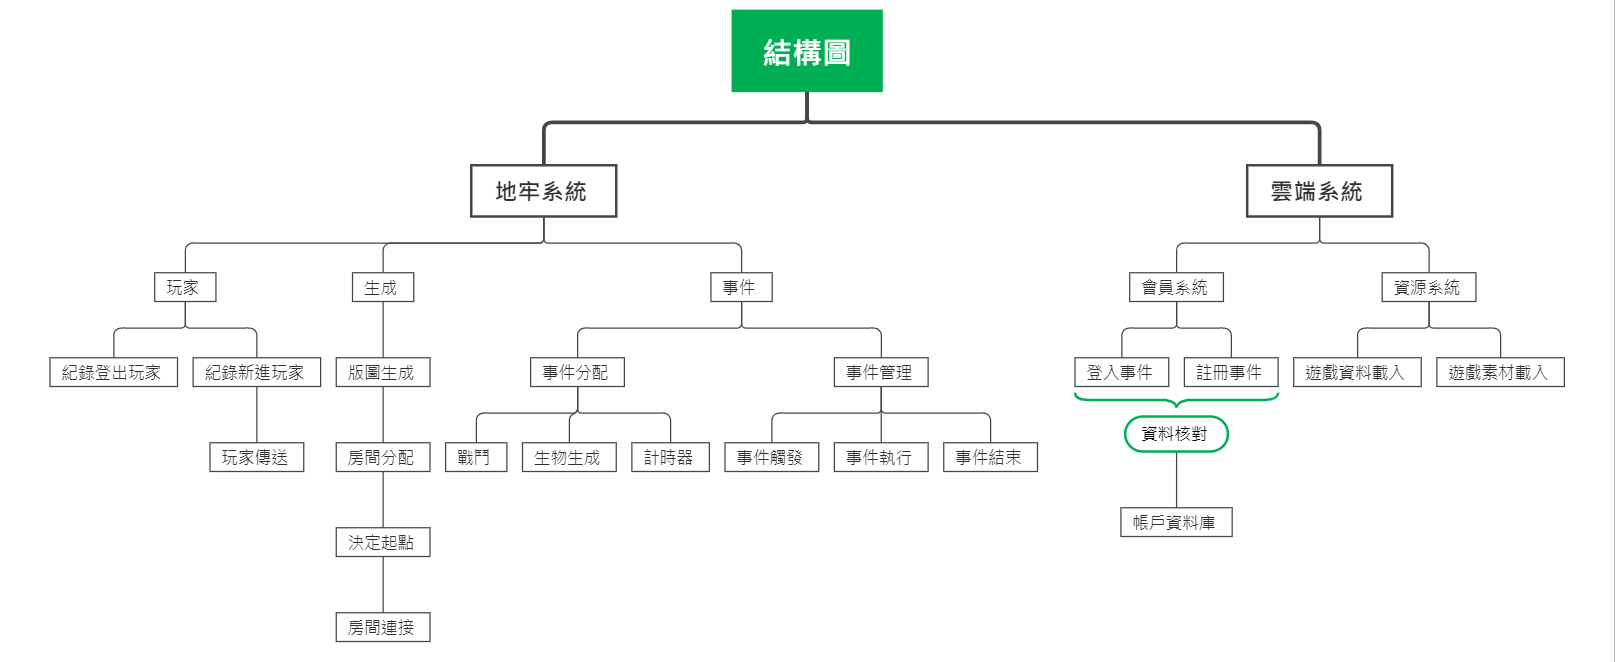 結構圖
地牢系統
雲端系統
玩家
生成
事件
會員系統
資源系統
紀錄登出玩家
紀錄新進玩家
版圖生成
事件分配
事件管理
登入事件
註冊事件
遊戲資料載入
遊戲素材載入
資料核對
玩家傳送
房間分配
戰鬥
生物生成
計時器
事件觸發
事件執行
事件結束
帳戶資料庫
決定起點
房間連接